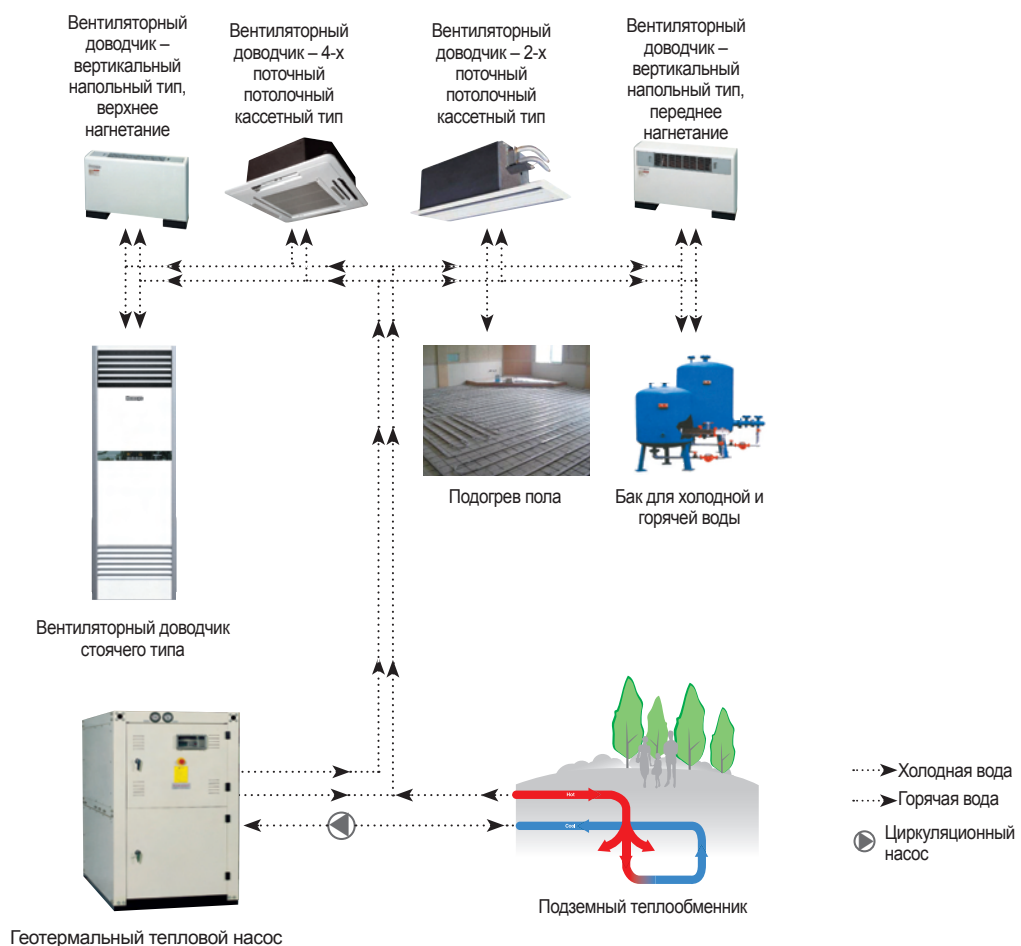 Вентиляторный
доводчик –
вертикальный
напольный тип,
верхнее
нагнетание
Вентиляторный
доводчик – 4-х
поточный
потолочный
кассетный тип
Вентиляторный
доводчик – 2-х
поточный
потолочный
кассетный тип
Вентиляторный
доводчик –
вертикальный
напольный тип,
переднее
нагнетание
Подогрев пола
Бак для холодной и
горячей воды
Вентиляторный доводчик
стоячего типа
Hot
Cool
Холодная вода
Горячая вода
Циркуляционный
насос
Подземный теплообменник
Геотермальный тепловой насос